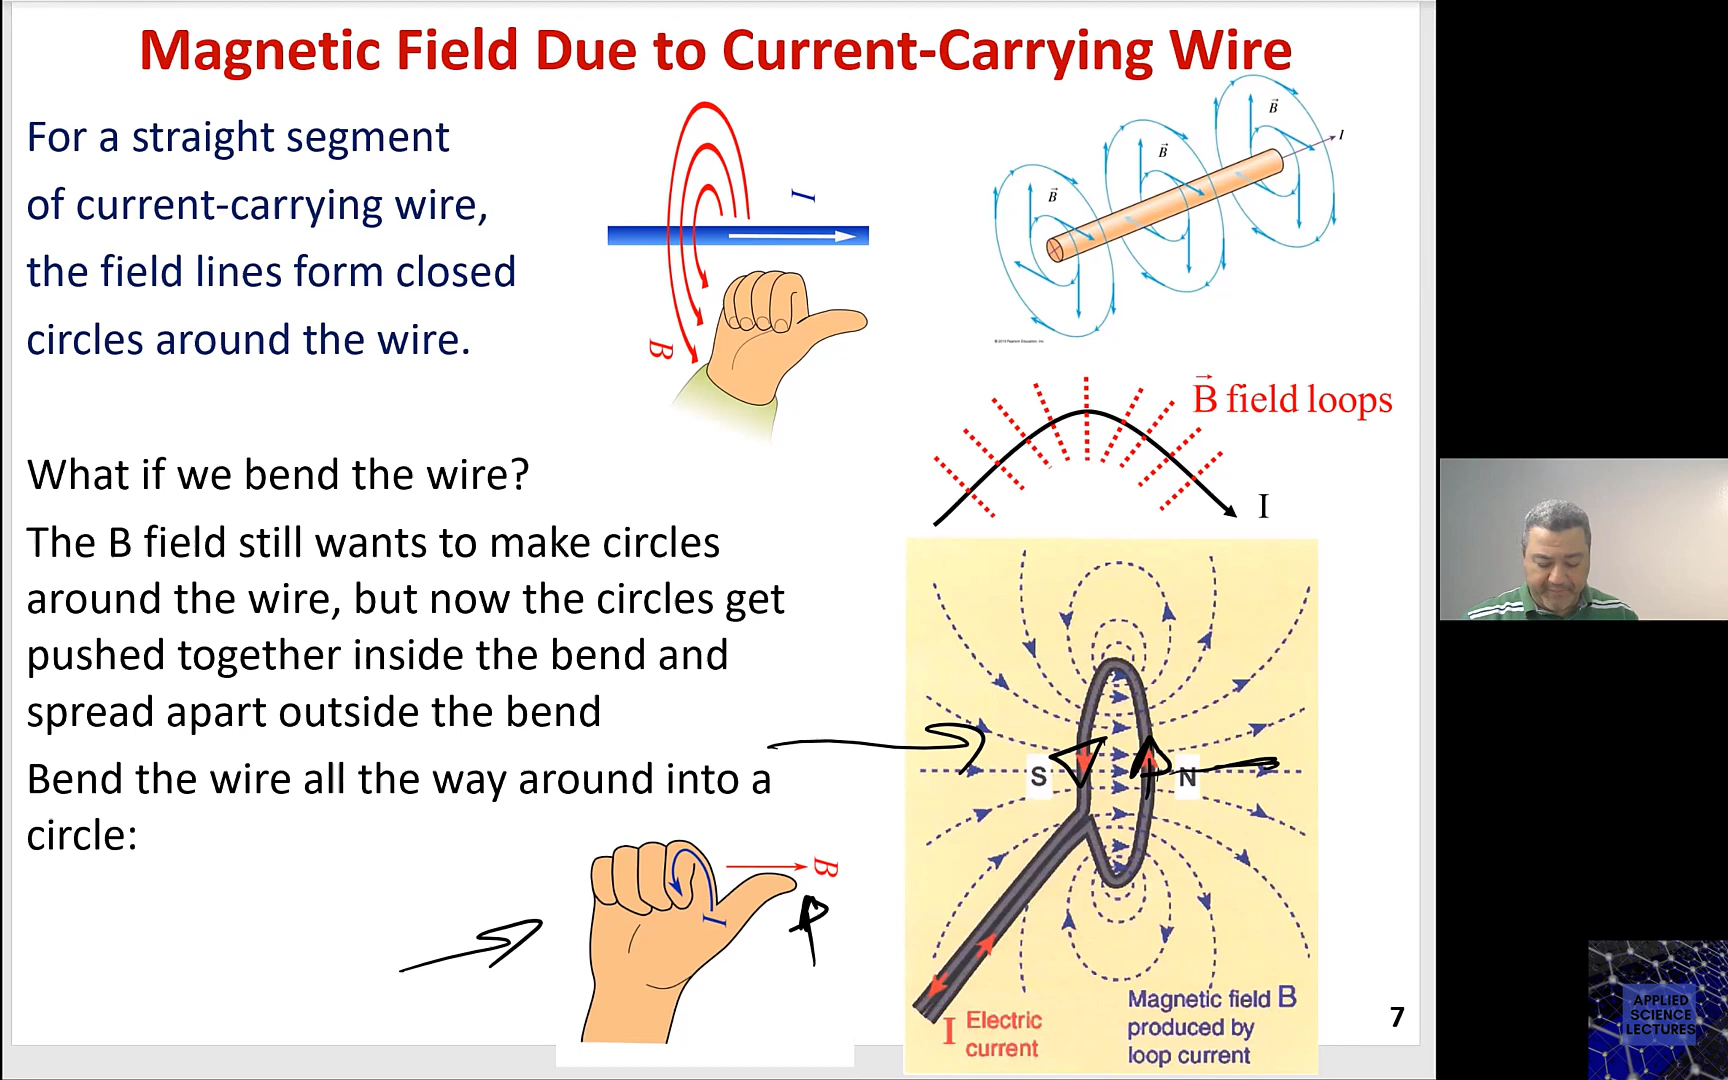 Magnetic Field Due to Current-Carrying Wire
For a straight segment
of current-carrying wire,
the field lines form closed
circles around the wire.
I
B
B
B
B
I
© 2013 Pearson Education, Inc.
B field loops
I
What if we bend the wire?
The B field still wants to make circles
around the wire, but now the circles get
pushed together inside the bend and
spread apart outside the bend
Bend the wire all the way around into a
circle:
B
I
S
N
I Electric
current
Magnetic field B
produced by
loop current
7
APPLIED
SCIENCE
LECTURES